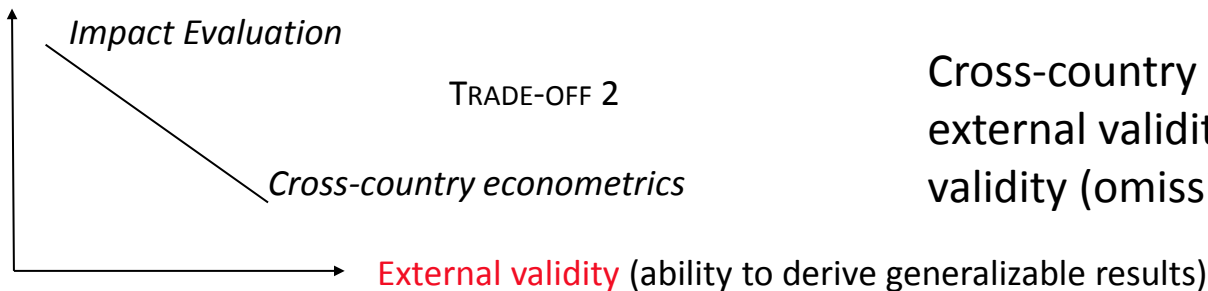 Impact Evaluation
TRADE-OFF 2
Cross-country econometrics
External validity (ability to derive generalizable results)
Cross-country
external validit
validity (omiss